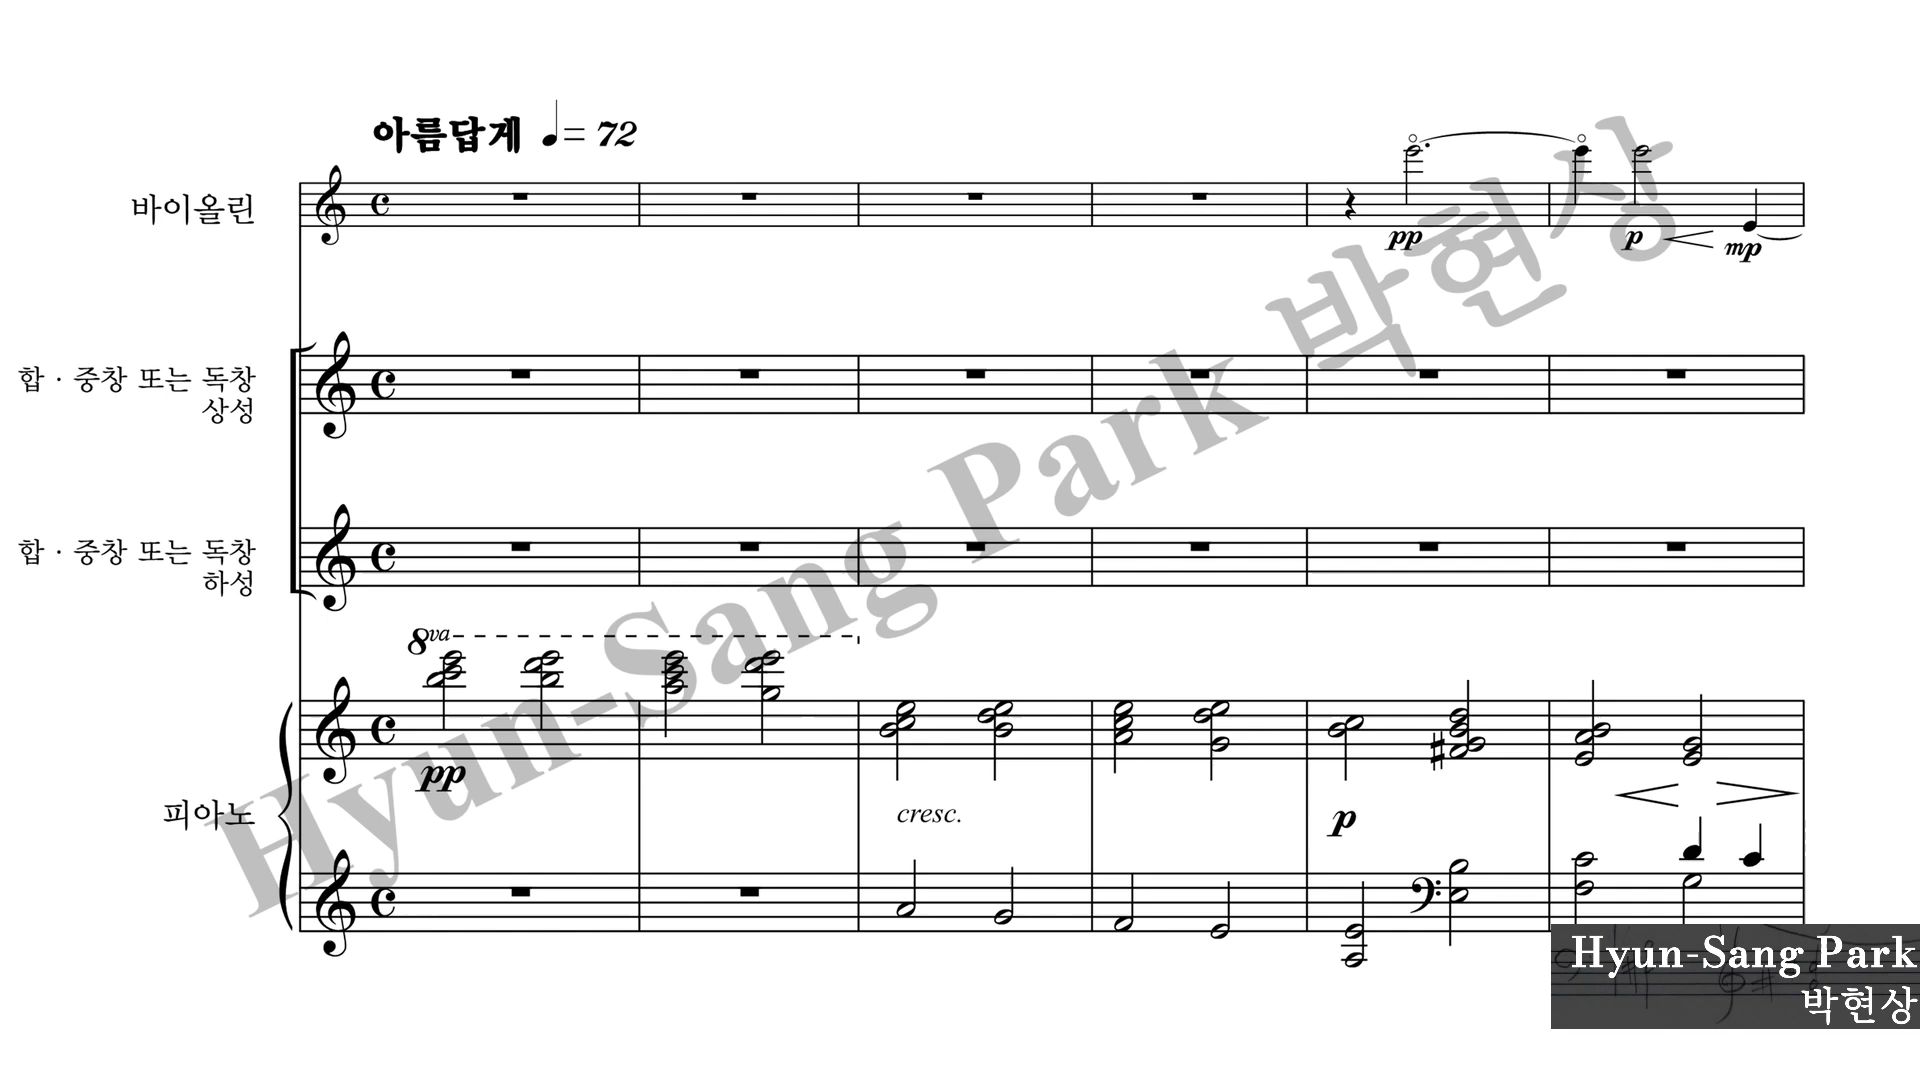 아름답게 ♩= 72
바이올린
pp
p
mp
합 · 중창 또는 독창
상성
합 · 중창 또는 독창
하성
8va
pp
피아노
cresc.
p
Hyun-Sang Park 박현상
Hyun-Sang Park
박현상